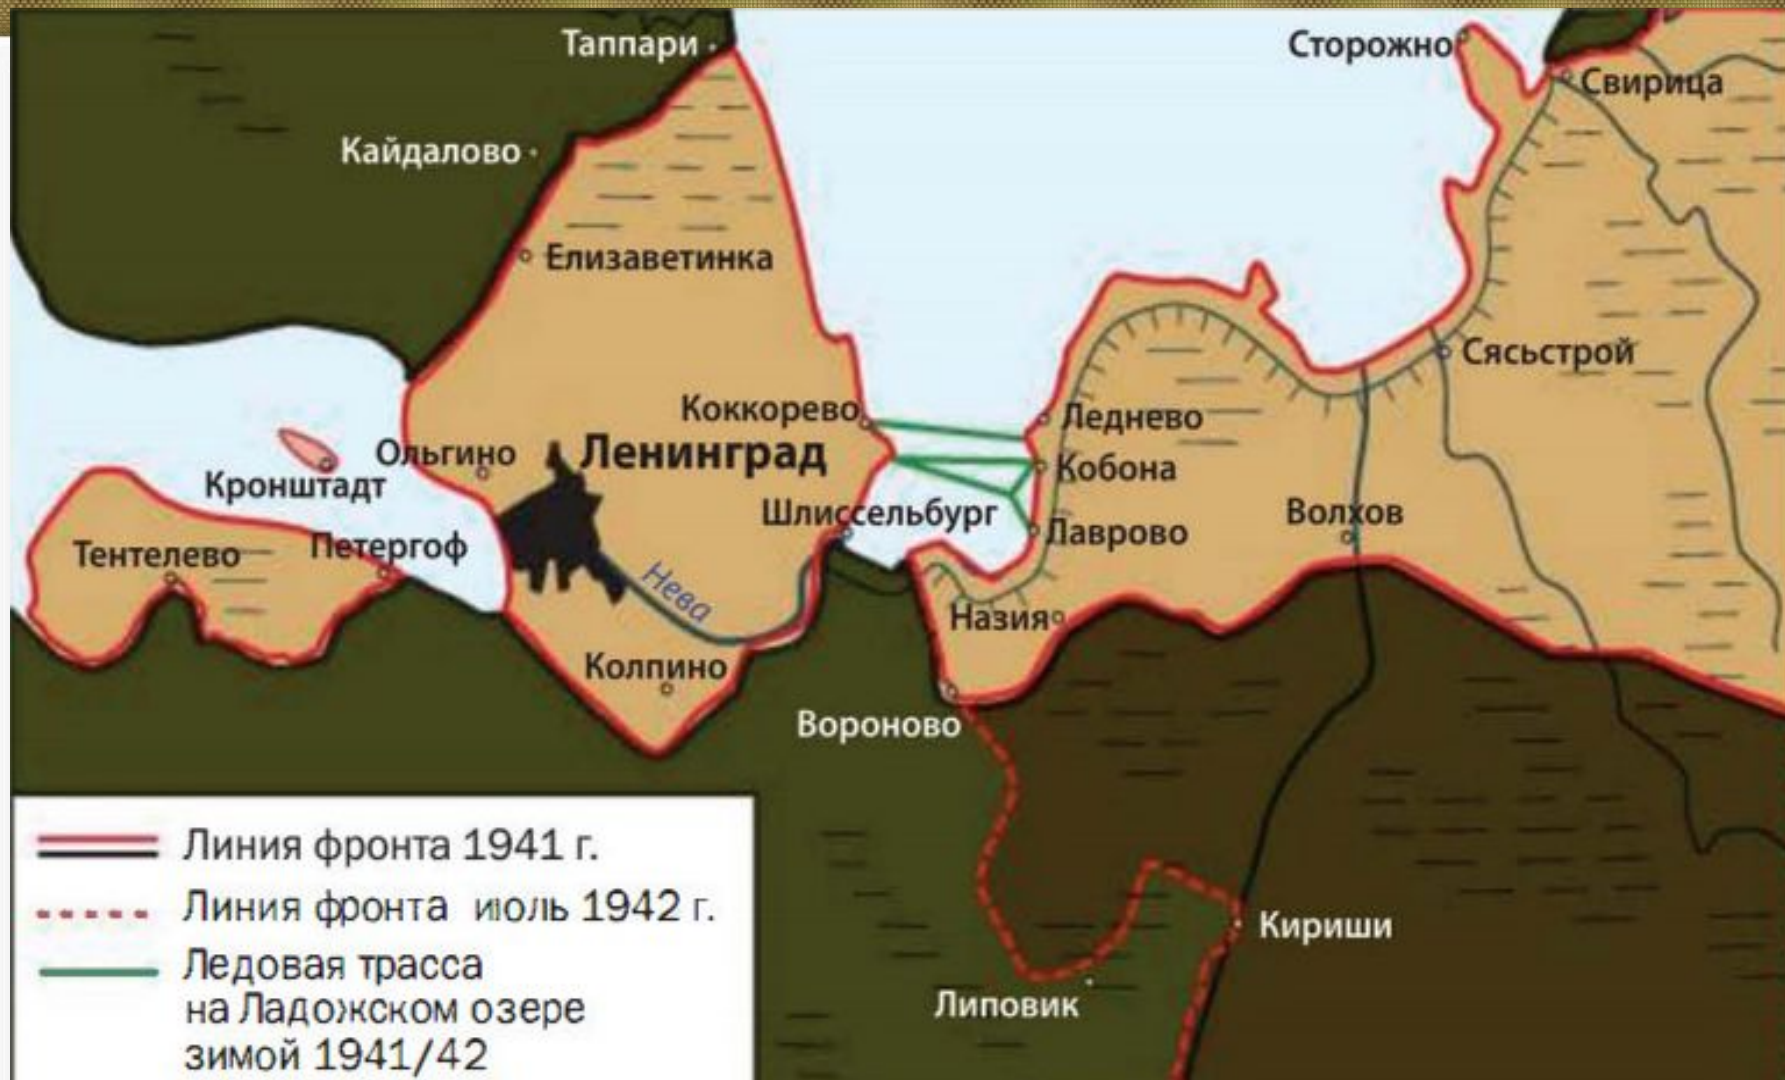 Таппари
Сторожно
Свирица
Кайдалово
Елизаветинка
Сясьстрой
Коккорево
Леднево
Ольгино
Ленинград
Кобона
Кронштадт
Шлиссельбург
Волхов
Лаврово
Тентелево
Петергоф
Нева
Назия
Колпино
Вороново
Линия фронта 1941 г.
Линия фронта июль 1942 г.
Кириши
Ледовая трасса
на Ладожском озере
зимой 1941/42
Липовик